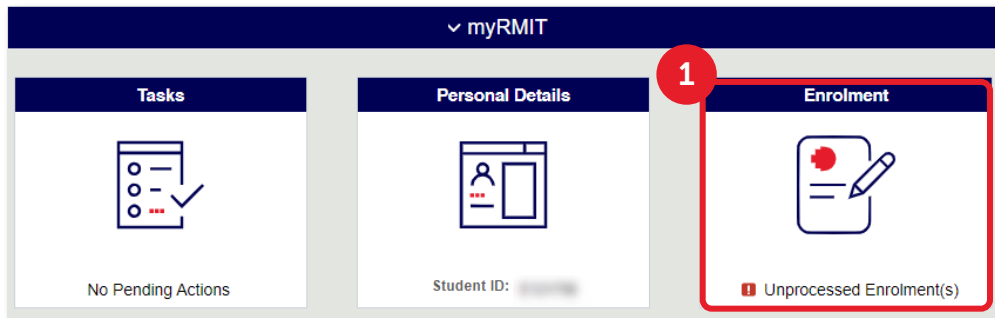 myRMIT
1
Tasks
Personal Details
Enrolment
No Pending Actions
Student ID:
Unprocessed Enrolment(s)